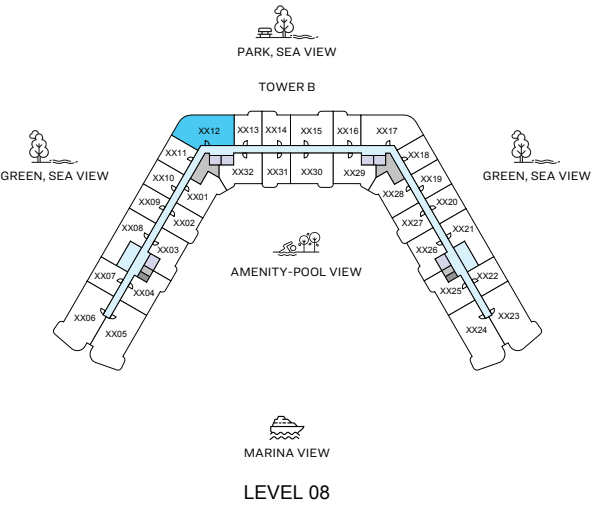 PARK, SEA VIEW
TOWER B
XX12
XX13
XX14
XX15
XX16
XX17
XX11
XX18
XX32
XX31
XX30
XX29
XX10
XX19
XX01
XX28
XX09
XX20
XX02
XX27
XX08
XX21
XX03
XX26
XX07
XX22
XX04
XX25
XX06
XX23
XX05
XX24
GREEN, SEA VIEW
GREEN, SEA VIEW
AMENITY-POOL VIEW
MARINA VIEW
LEVEL 08